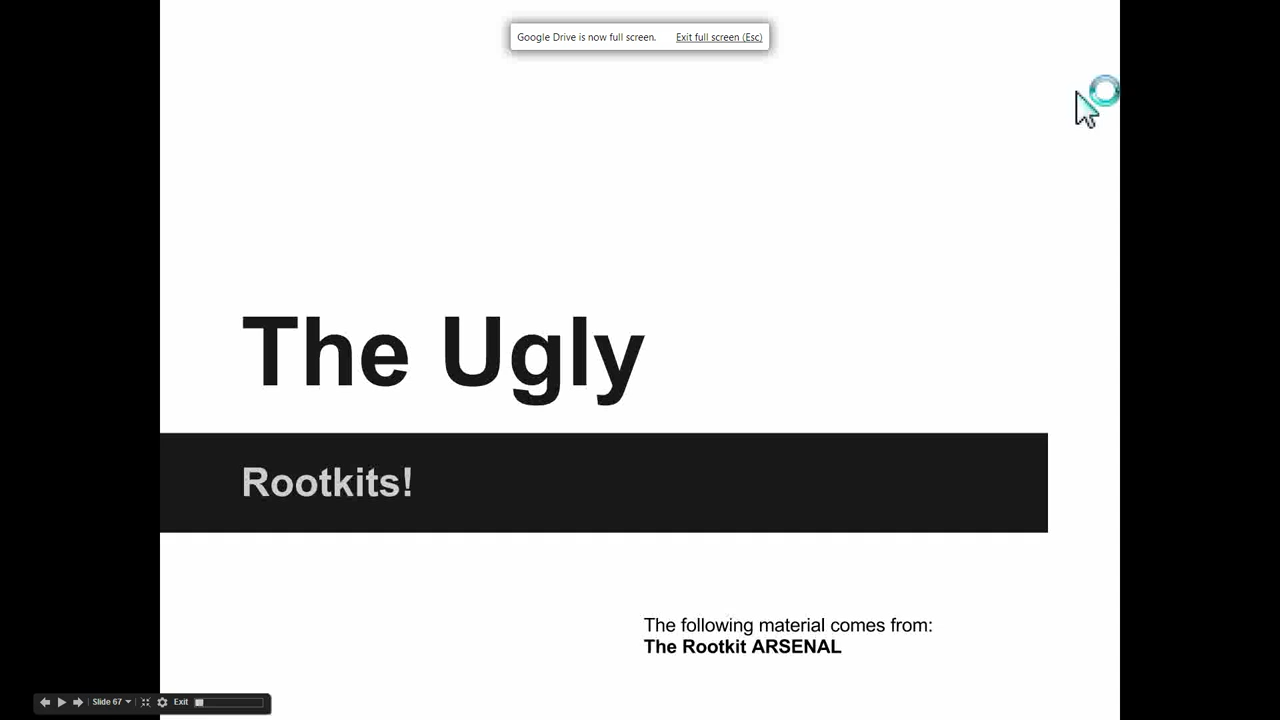 Google Drive is now full screen. Exit full screen (Esc)
The Ugly
Rootkits!
The following material comes from:
The Rootkit ARSENAL
Slide 67 Exit